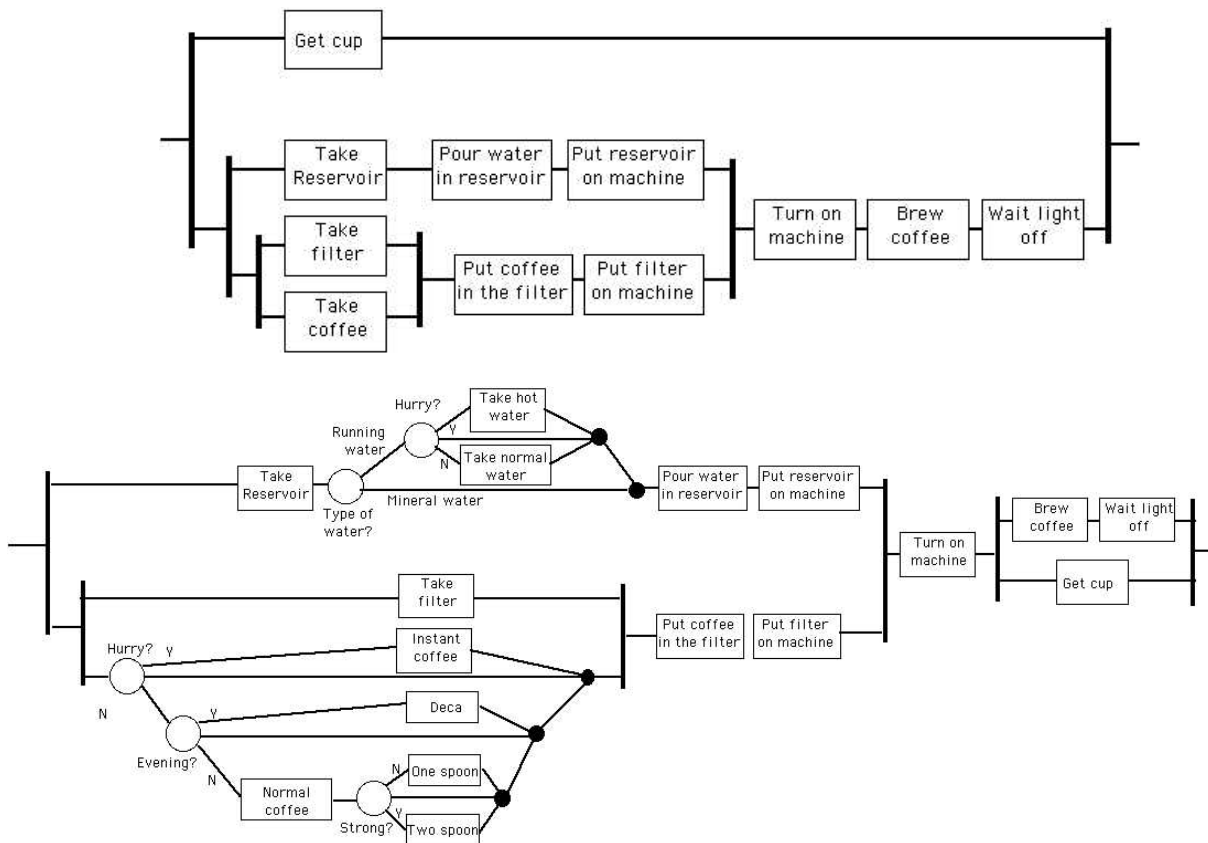 Get cup
Take
Reservoir
Pour water
in reservoir
Put reservoir
on machine
Take
filter
Take
coffee
Put coffee
in the filter
Put filter
on machine
Turn on
machine
Brew
coffee
Wait light
off
Hurry?
Take hot
water
Running
water
Y
N
Take normal
water
Take
Reservoir
Mineral water
Type of
water?
Pour water
in reservoir
Put reservoir
on machine
Brew
coffee
Wait light
off
Turn on
machine
Get cup
Take
filter
Put coffee
in the filter
Put filter
on machine
Hurry?
Y
Instant
coffee
N
Y
Deca
Evening?
N
Normal
coffee
N
One spoon
Y
Strong?
Two spoon